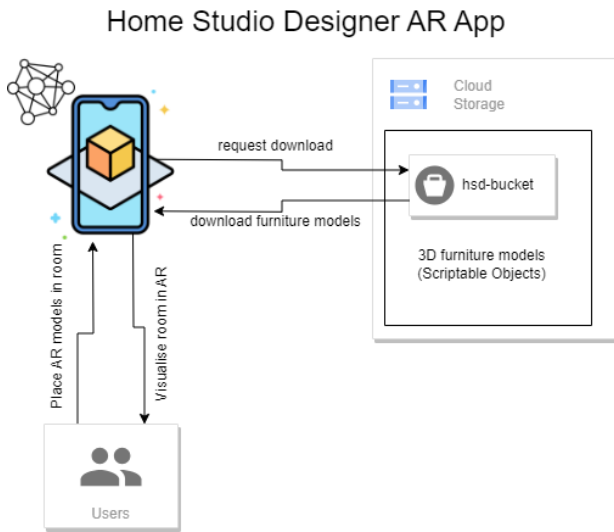 Home Studio Designer AR App
Cloud
Storage
request download
hsd-bucket
download furniture models
3D furniture models
(Scriptable Objects)
Place AR models in room
Visualise room in AR
Users